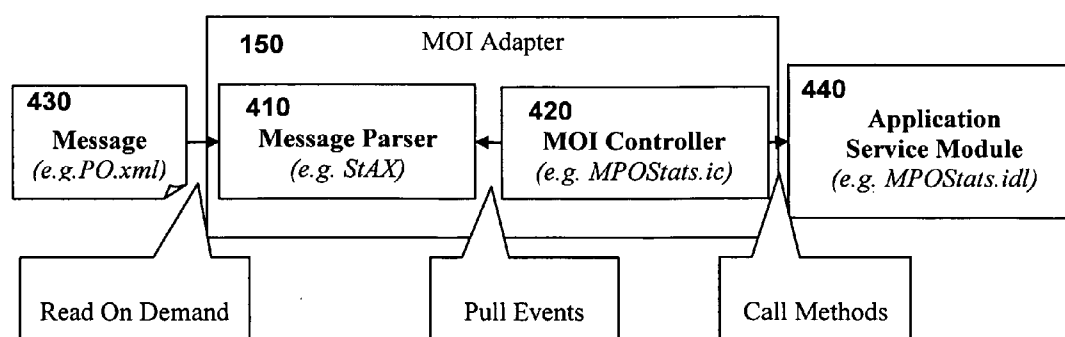 150 MOI Adapter
430
Message
(e.g.PO.xml)
410
Message Parser
(e.g. StAX)
420
MOI Controller
(e.g. MPOStats.ic)
440
Application
Service Module
(e.g. MPOStats.idl)
Read On Demand
Pull Events
Call Methods